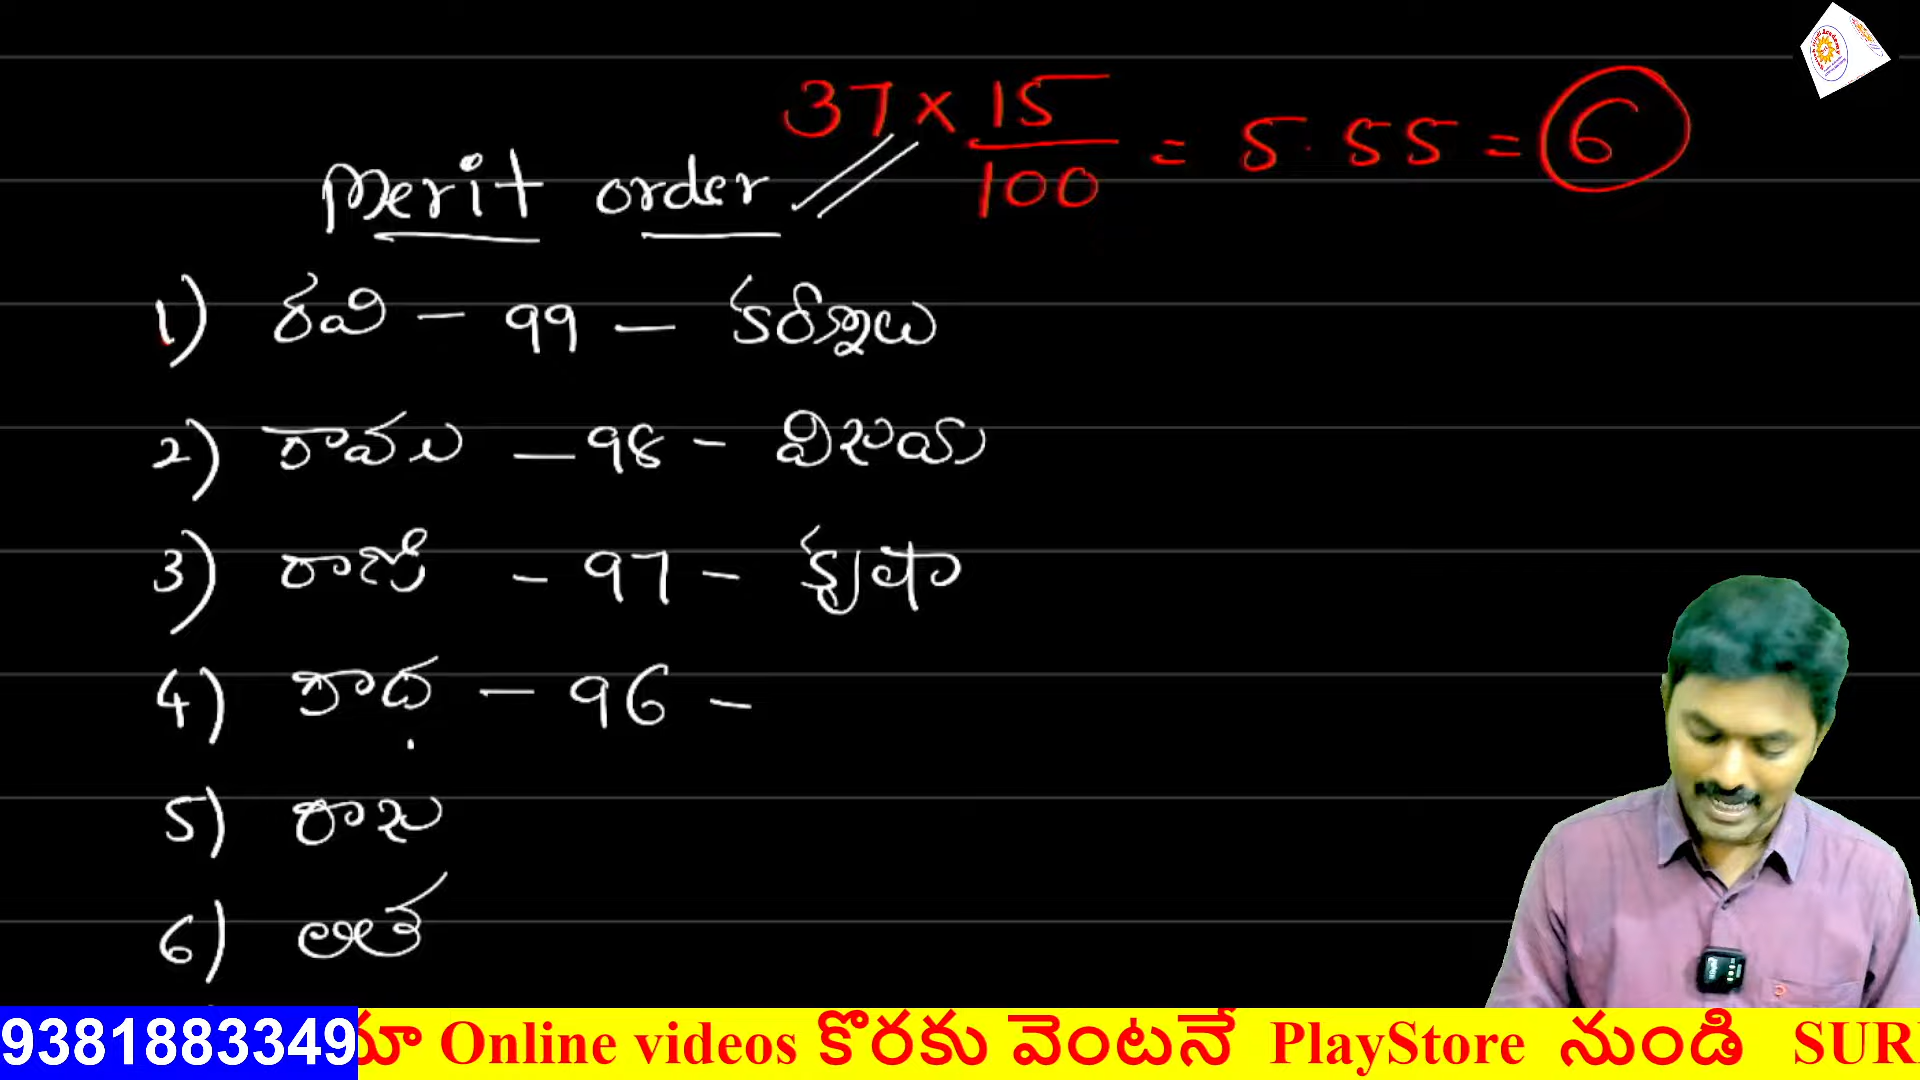 37 × 15/100 = 5.55 = 6
Merit order
1) రవి - 99 - కర్నూలు
2) రాము - 98 - విజయ
3) రాణి - 97 - కృష్ణా
4) రాధ - 96 -
5) రాజు
6) లత
9381883349 మా Online videos కొరకు వెంటనే PlayStore నుండి SUR